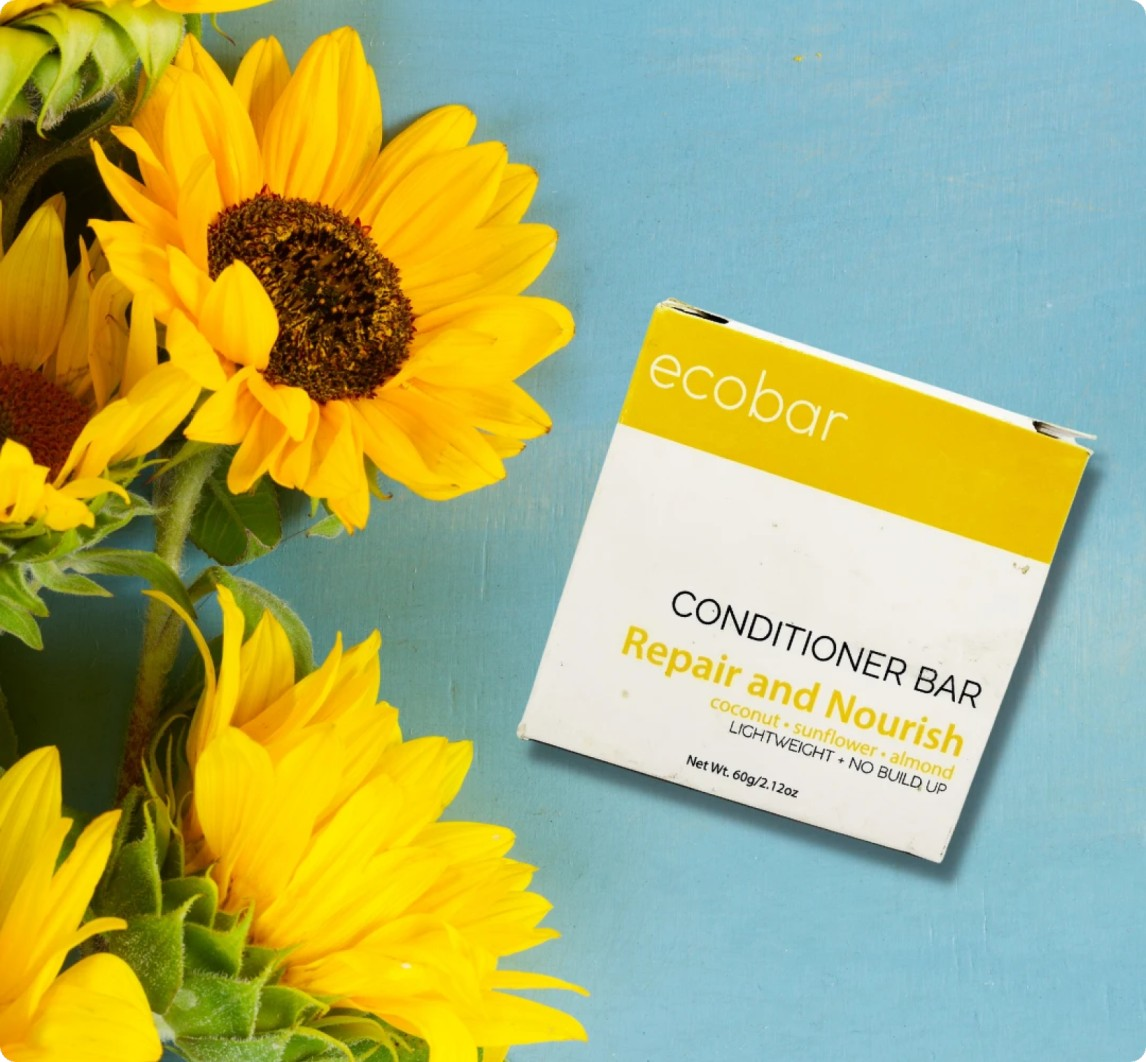 ecobar
CONDITIONER BAR
Repair and Nourish
coconut • sunflower • almond
LIGHTWEIGHT + NO BUILD UP
Net Wt. 60g/2.12oz